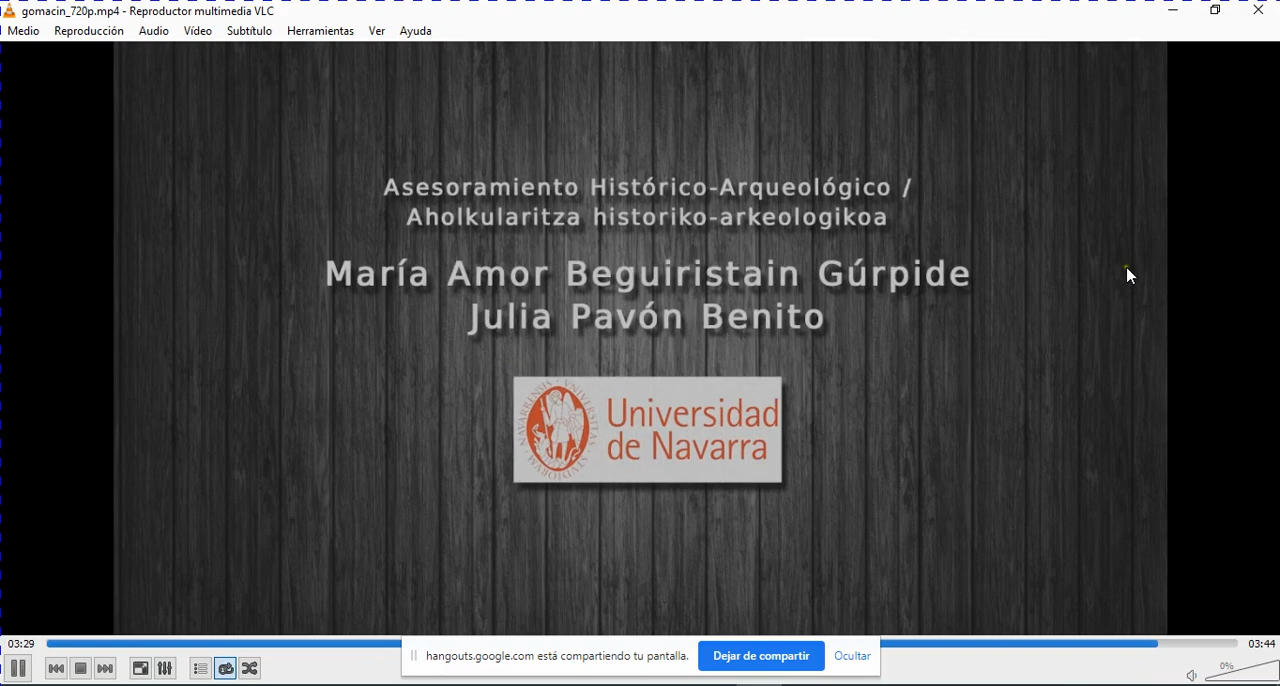 gomacin_720p.mp4 - Reproductor multimedia VLC
Medio Reproducción Audio Vídeo Subtítulo Herramientas Ver Ayuda
Asesoramiento Histórico-Arqueológico /
Aholkularitza historiko-arkeologikoa
María Amor Beguiristain Gúrpide
Julia Pavón Benito
Universidad
de Navarra
03:29 03:44
hangouts.google.com está compartiendo tu pantalla. Dejar de compartir Ocultar
0%